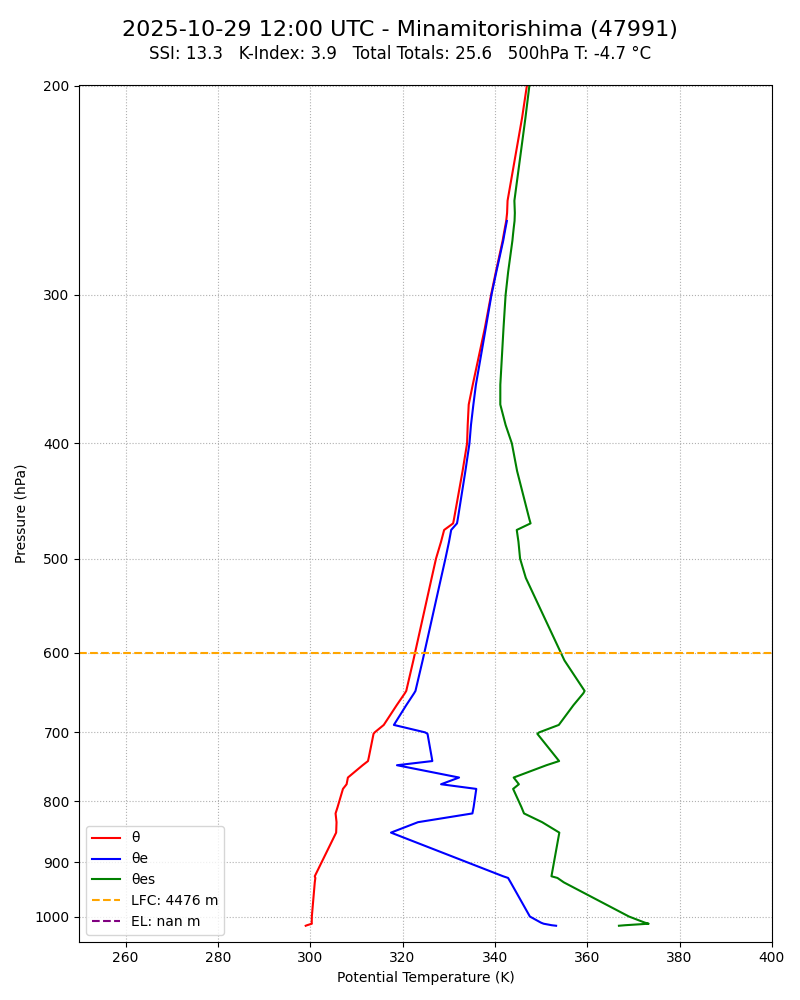 2025-10-29 12:00 UTC - Minamitorishima (47991)
SSI: 13.3   K-Index: 3.9   Total Totals: 25.6   500hPa T: -4.7 °C
200
300
400
500
600
700
800
900
1000
Pressure (hPa)
θ
θe
θes
LFC: 4476 m
EL: nan m
260 280 300 320 340 360 380 400
Potential Temperature (K)